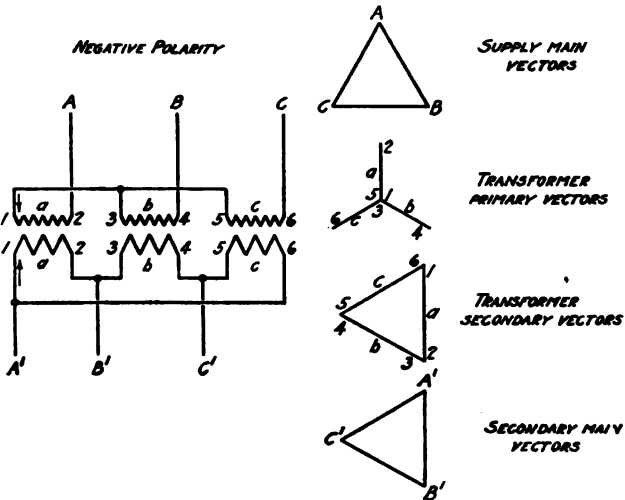 NEGATIVE POLARITY
A B C
1 a 2 3 b 4 5 c 6
1 a 2 3 b 4 5 c 6
A' B' C'
A
C B
SUPPLY MAIN
VECTORS
2
a
5 1
6 c 3 b
4
TRANSFORMER
PRIMARY VECTORS
6
c 1
5 a
4
b 2
3
TRANSFORMER
SECONDARY VECTORS
A'
C'
B'
SECONDARY MAIN
VECTORS